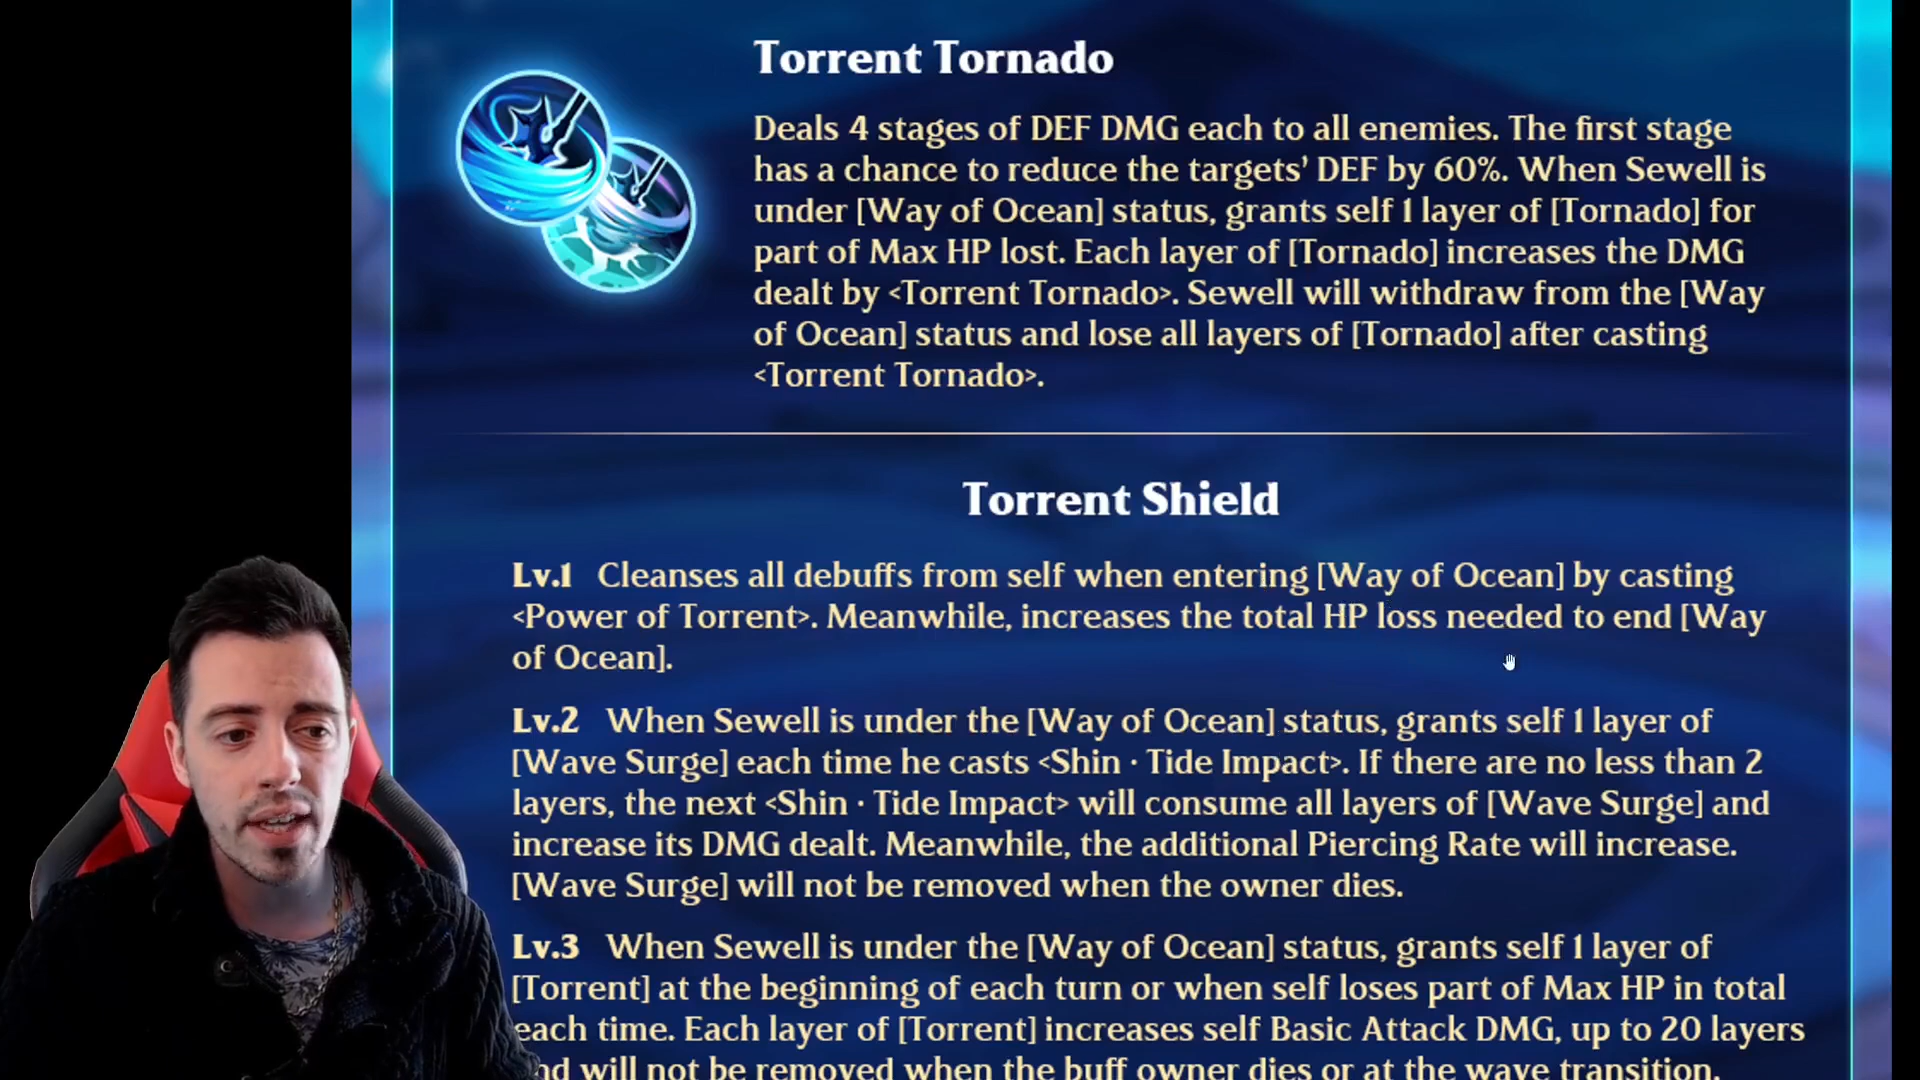 Torrent Tornado
Deals 4 stages of DEF DMG each to all enemies. The first stage
has a chance to reduce the targets' DEF by 60%. When Sewell is
under [Way of Ocean] status, grants self 1 layer of [Tornado] for
part of Max HP lost. Each layer of [Tornado] increases the DMG
dealt by <Torrent Tornado>. Sewell will withdraw from the [Way
of Ocean] status and lose all layers of [Tornado] after casting
<Torrent Tornado>.
Torrent Shield
Lv.1 Cleanses all debuffs from self when entering [Way of Ocean] by casting
<Power of Torrent>. Meanwhile, increases the total HP loss needed to end [Way
of Ocean].
Lv.2 When Sewell is under the [Way of Ocean] status, grants self 1 layer of
[Wave Surge] each time he casts <Shin · Tide Impact>. If there are no less than 2
layers, the next <Shin · Tide Impact> will consume all layers of [Wave Surge] and
increase its DMG dealt. Meanwhile, the additional Piercing Rate will increase.
[Wave Surge] will not be removed when the owner dies.
Lv.3 When Sewell is under the [Way of Ocean] status, grants self 1 layer of
[Torrent] at the beginning of each turn or when self loses part of Max HP in total
each time. Each layer of [Torrent] increases self Basic Attack DMG, up to 20 layers
and will not be removed when the buff owner dies or at the wave transition.